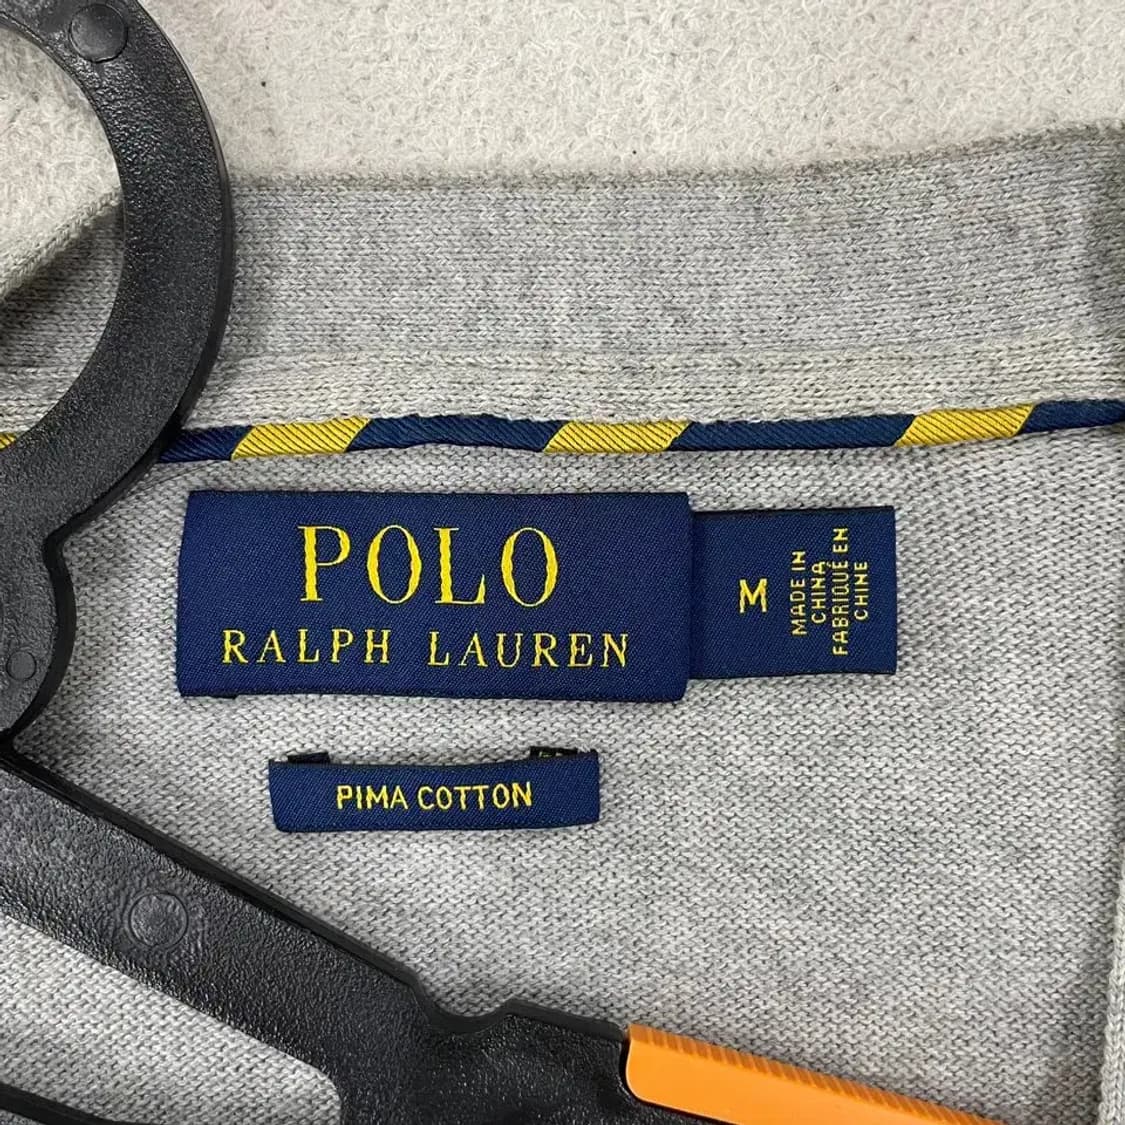 POLO
RALPH LAUREN
M
MADE IN
CHINA
FABRIQUÉ EN
CHINE
PIMA COTTON